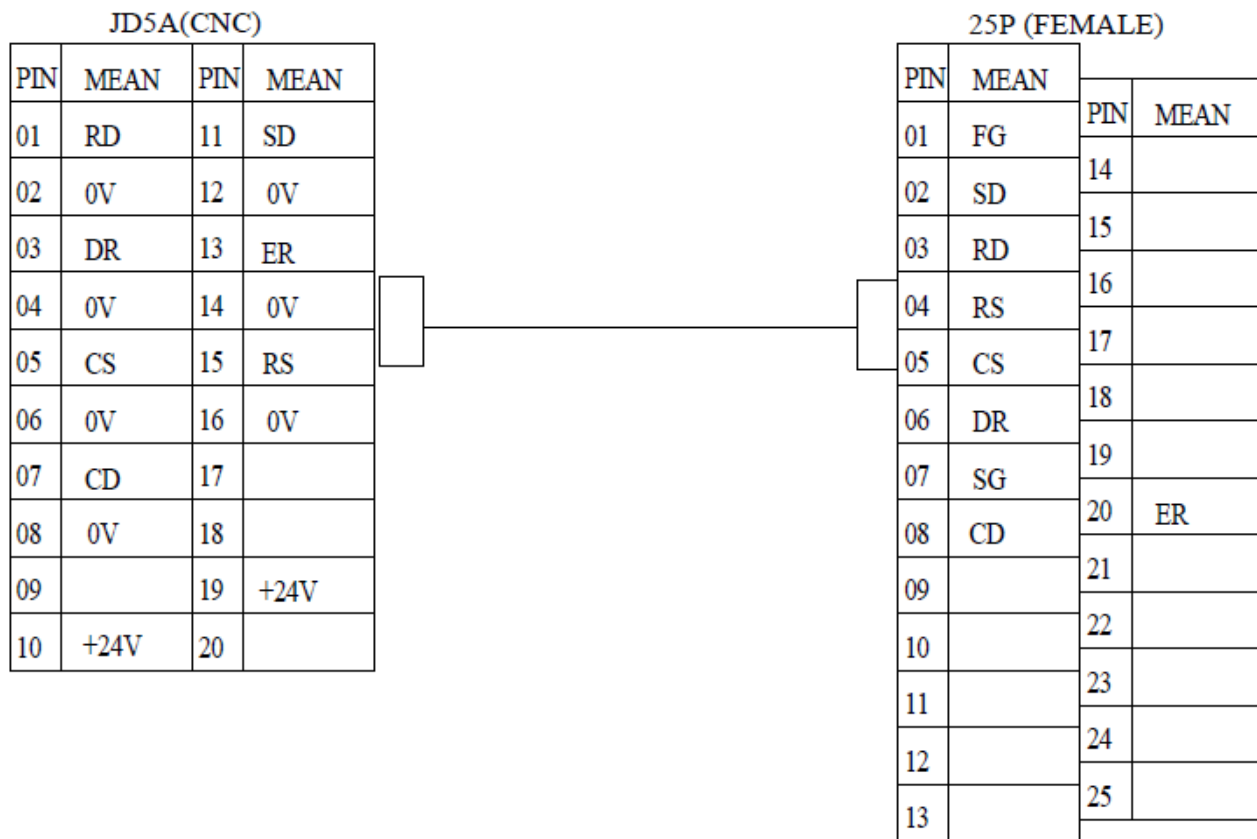 JD5A(CNC)
PIN MEAN PIN MEAN
01 RD 11 SD
02 0V 12 0V
03 DR 13 ER
04 0V 14 0V
05 CS 15 RS
06 0V 16 0V
07 CD 17
08 0V 18
09 19 +24V
10 +24V 20
25P (FEMALE)
PIN MEAN
01 FG
02 SD
03 RD
04 RS
05 CS
06 DR
07 SG
08 CD
09
10
11
12
13
PIN MEAN
14
15
16
17
18
19
20 ER
21
22
23
24
25